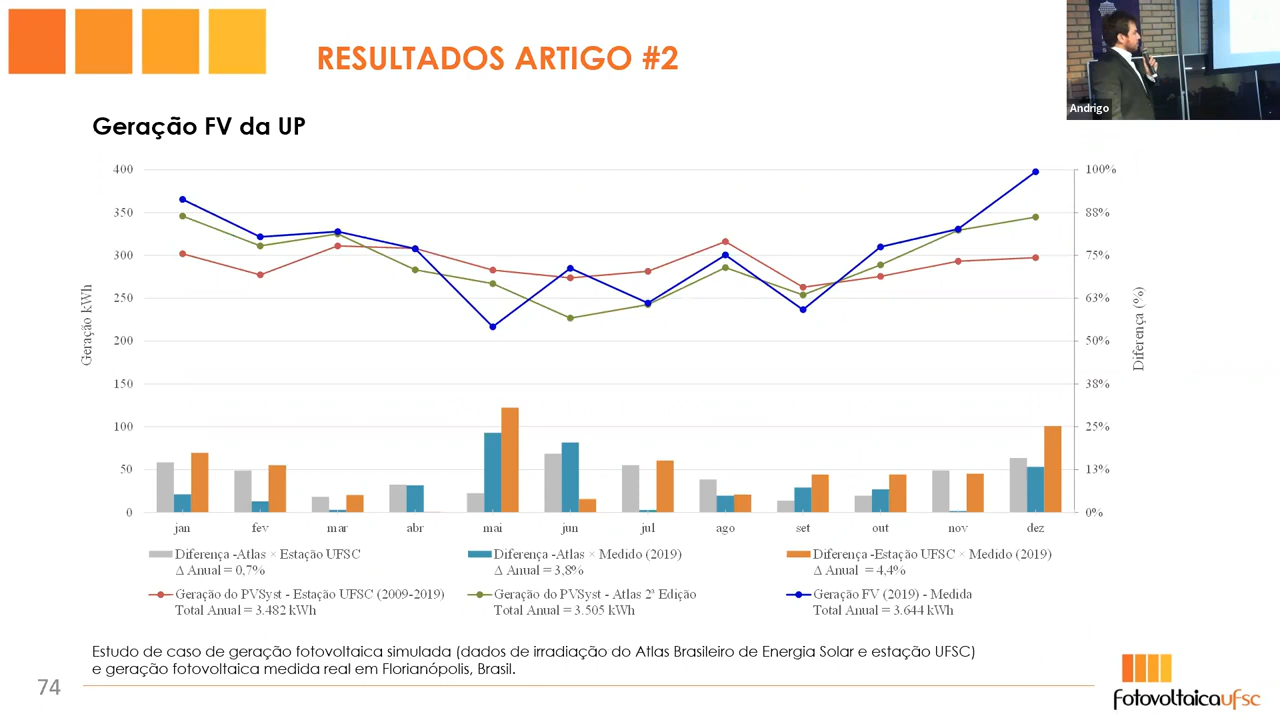 RESULTADOS ARTIGO #2
Andrigo
Geração FV da UP
400
350
300
250
200
150
100
50
0
Geração kWh
100%
88%
75%
63%
50%
38%
25%
13%
0%
Diferença (%)
jan fev mar abr mai jun jul ago set out nov dez
Diferença -Atlas × Estação UFSC
Δ Anual = 0,7%
Diferença -Atlas × Medido (2019)
Δ Anual = 3,8%
Diferença -Estação UFSC × Medido (2019)
Δ Anual = 4,4%
Geração do PVSyst - Estação UFSC (2009-2019)
Total Anual = 3.482 kWh
Geração do PVSyst - Atlas 2ª Edição
Total Anual = 3.505 kWh
Geração FV (2019) - Medida
Total Anual = 3.644 kWh
Estudo de caso de geração fotovoltaica simulada (dados de irradiação do Atlas Brasileiro de Energia Solar e estação UFSC)
e geração fotovoltaica medida real em Florianópolis, Brasil.
74
fotovoltaicaufsc